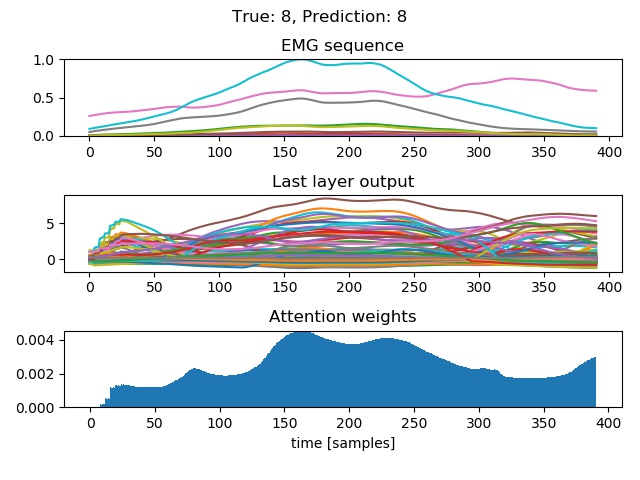 True: 8, Prediction: 8
EMG sequence
1.0
0.5
0.0
0 50 100 150 200 250 300 350 400
Last layer output
5
0
0 50 100 150 200 250 300 350 400
Attention weights
0.004
0.002
0.000
0 50 100 150 200 250 300 350 400
time [samples]